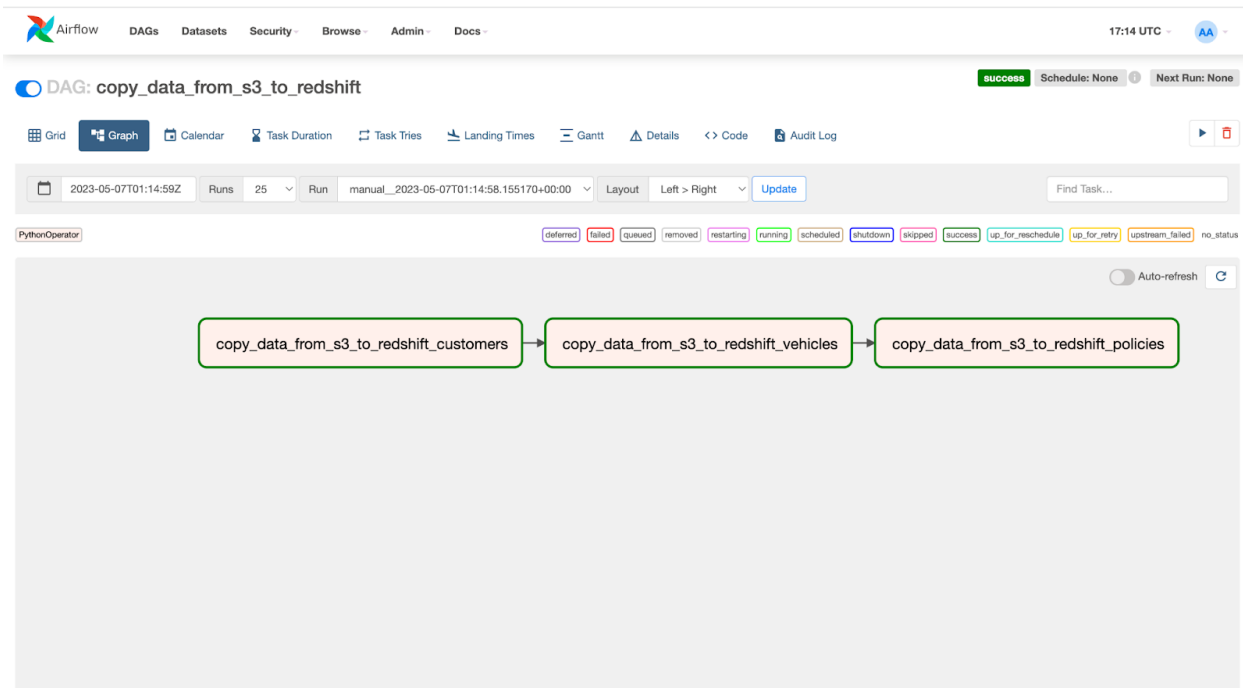 Airflow DAGs Datasets Security Browse Admin Docs 17:14 UTC AA
DAG: copy_data_from_s3_to_redshift success Schedule: None Next Run: None
Grid Graph Calendar Task Duration Task Tries Landing Times Gantt Details <> Code Audit Log
2023-05-07T01:14:59Z Runs 25 Run manual__2023-05-07T01:14:58.155170+00:00 Layout Left > Right Update Find Task...
PythonOperator deferred failed queued removed restarting running scheduled shutdown skipped success up_for_reschedule up_for_retry upstream_failed no_status
Auto-refresh
copy_data_from_s3_to_redshift_customers copy_data_from_s3_to_redshift_vehicles copy_data_from_s3_to_redshift_policies